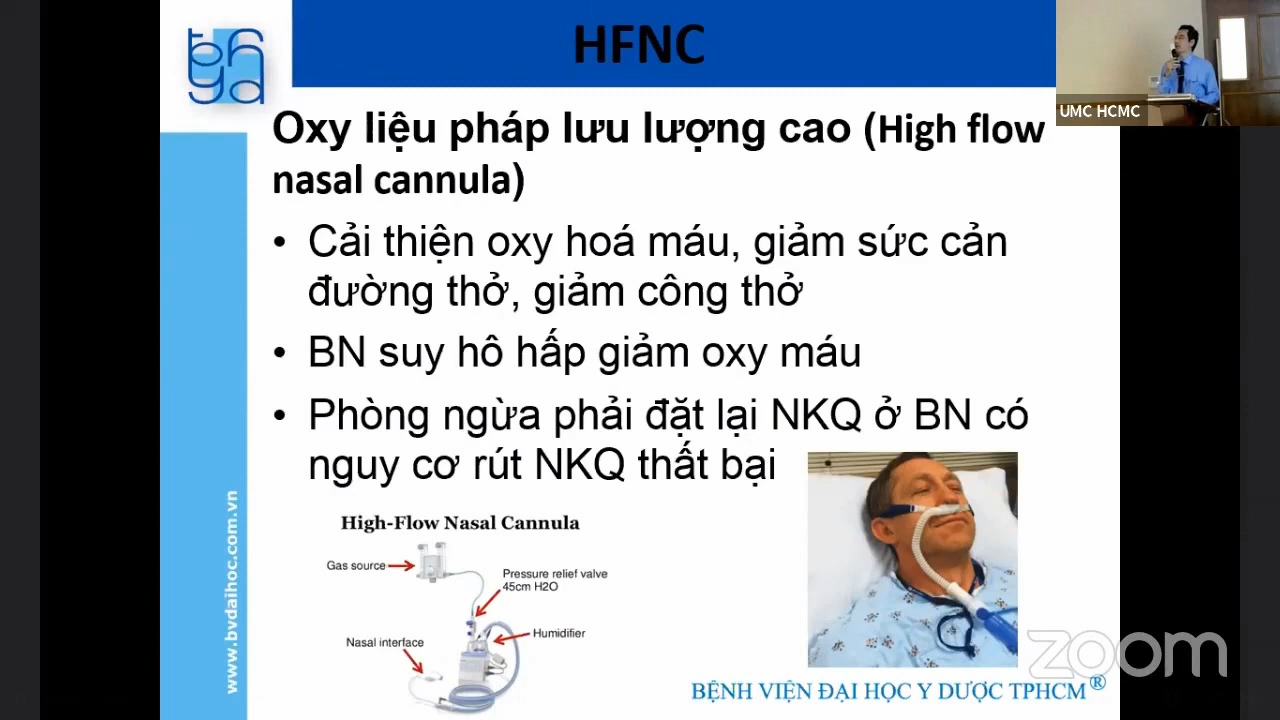 HFNC
UMC HCMC
Oxy liệu pháp lưu lượng cao (High flow
nasal cannula)
• Cải thiện oxy hoá máu, giảm sức cản
đường thở, giảm công thở
• BN suy hô hấp giảm oxy máu
• Phòng ngừa phải đặt lại NKQ ở BN có
nguy cơ rút NKQ thất bại
High-Flow Nasal Cannula
Gas source
Pressure relief valve
45cm H2O
Humidifier
Nasal interface
www.bvdaihoc.com.vn
zoom
BỆNH VIỆN ĐẠI HỌC Y DƯỢC TPHCM®